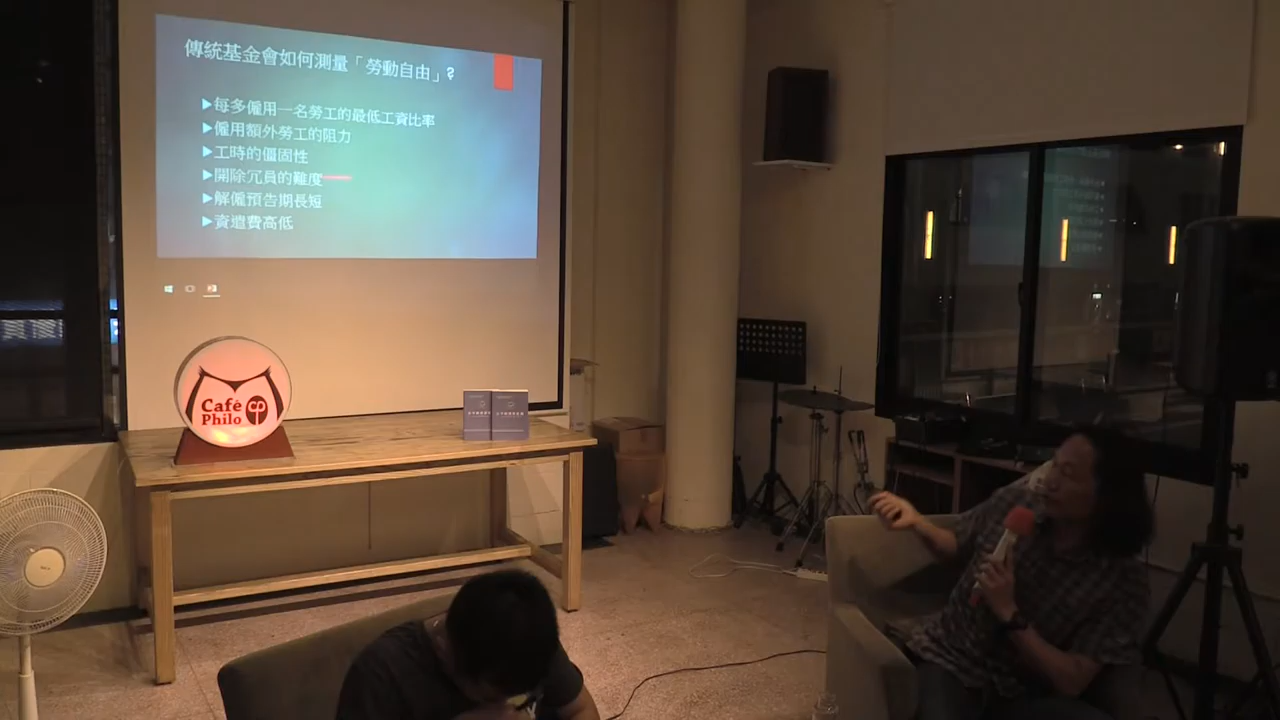 傳統基金會如何測量「勞動自由」?
▶每多僱用一名勞工的最低工資比率
▶僱用額外勞工的阻力
▶工時的僵固性
▶開除冗員的難度
▶解僱預告期長短
▶資遣費高低
Café
Philo